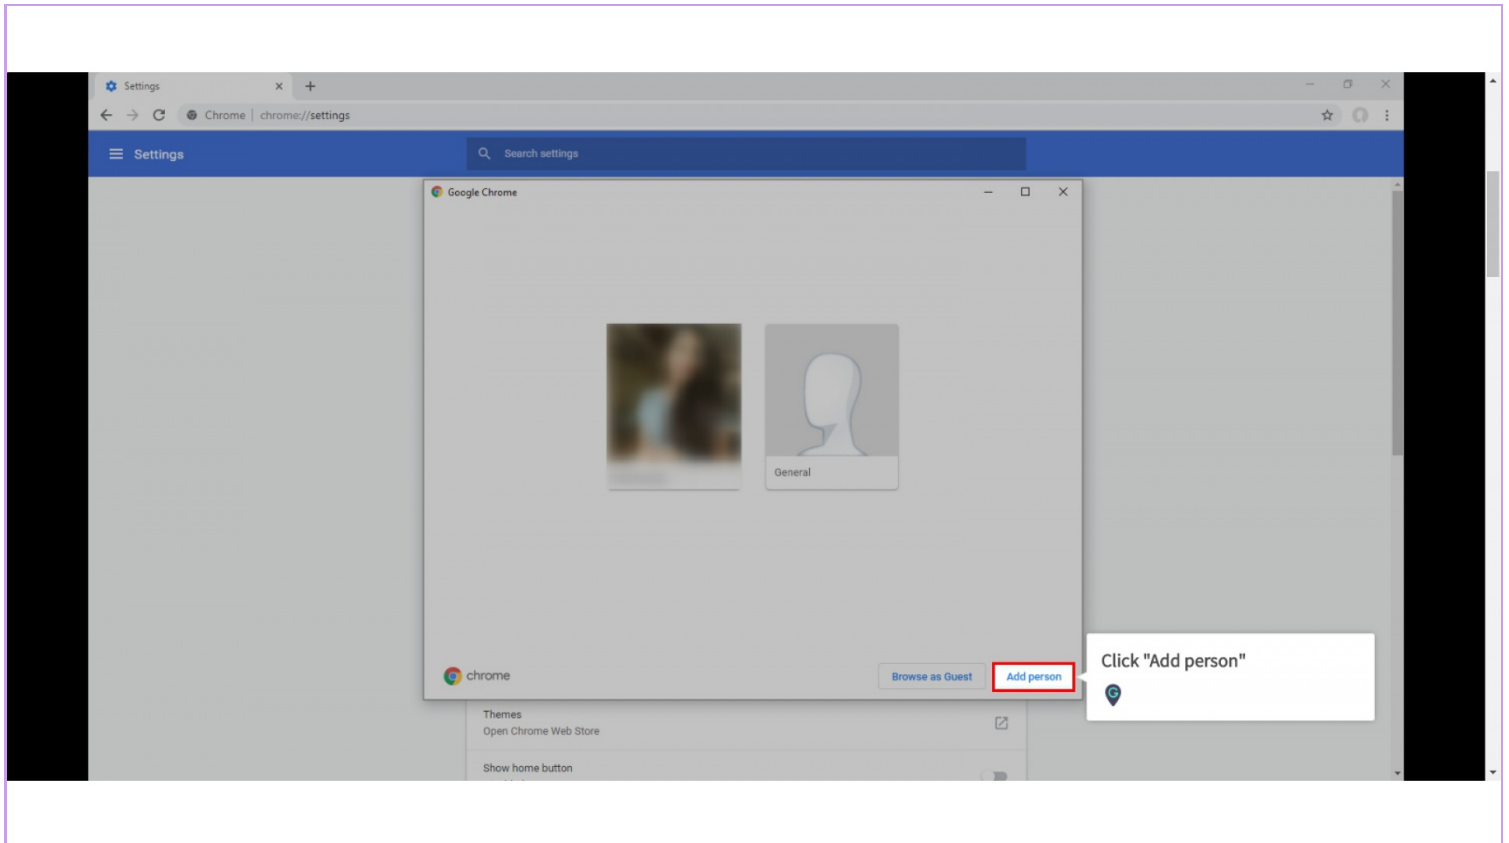 Settings
Chrome | chrome://settings
Settings
Search settings
Google Chrome
General
chrome
Browse as Guest
Add person
Click "Add person"
Themes
Open Chrome Web Store
Show home button